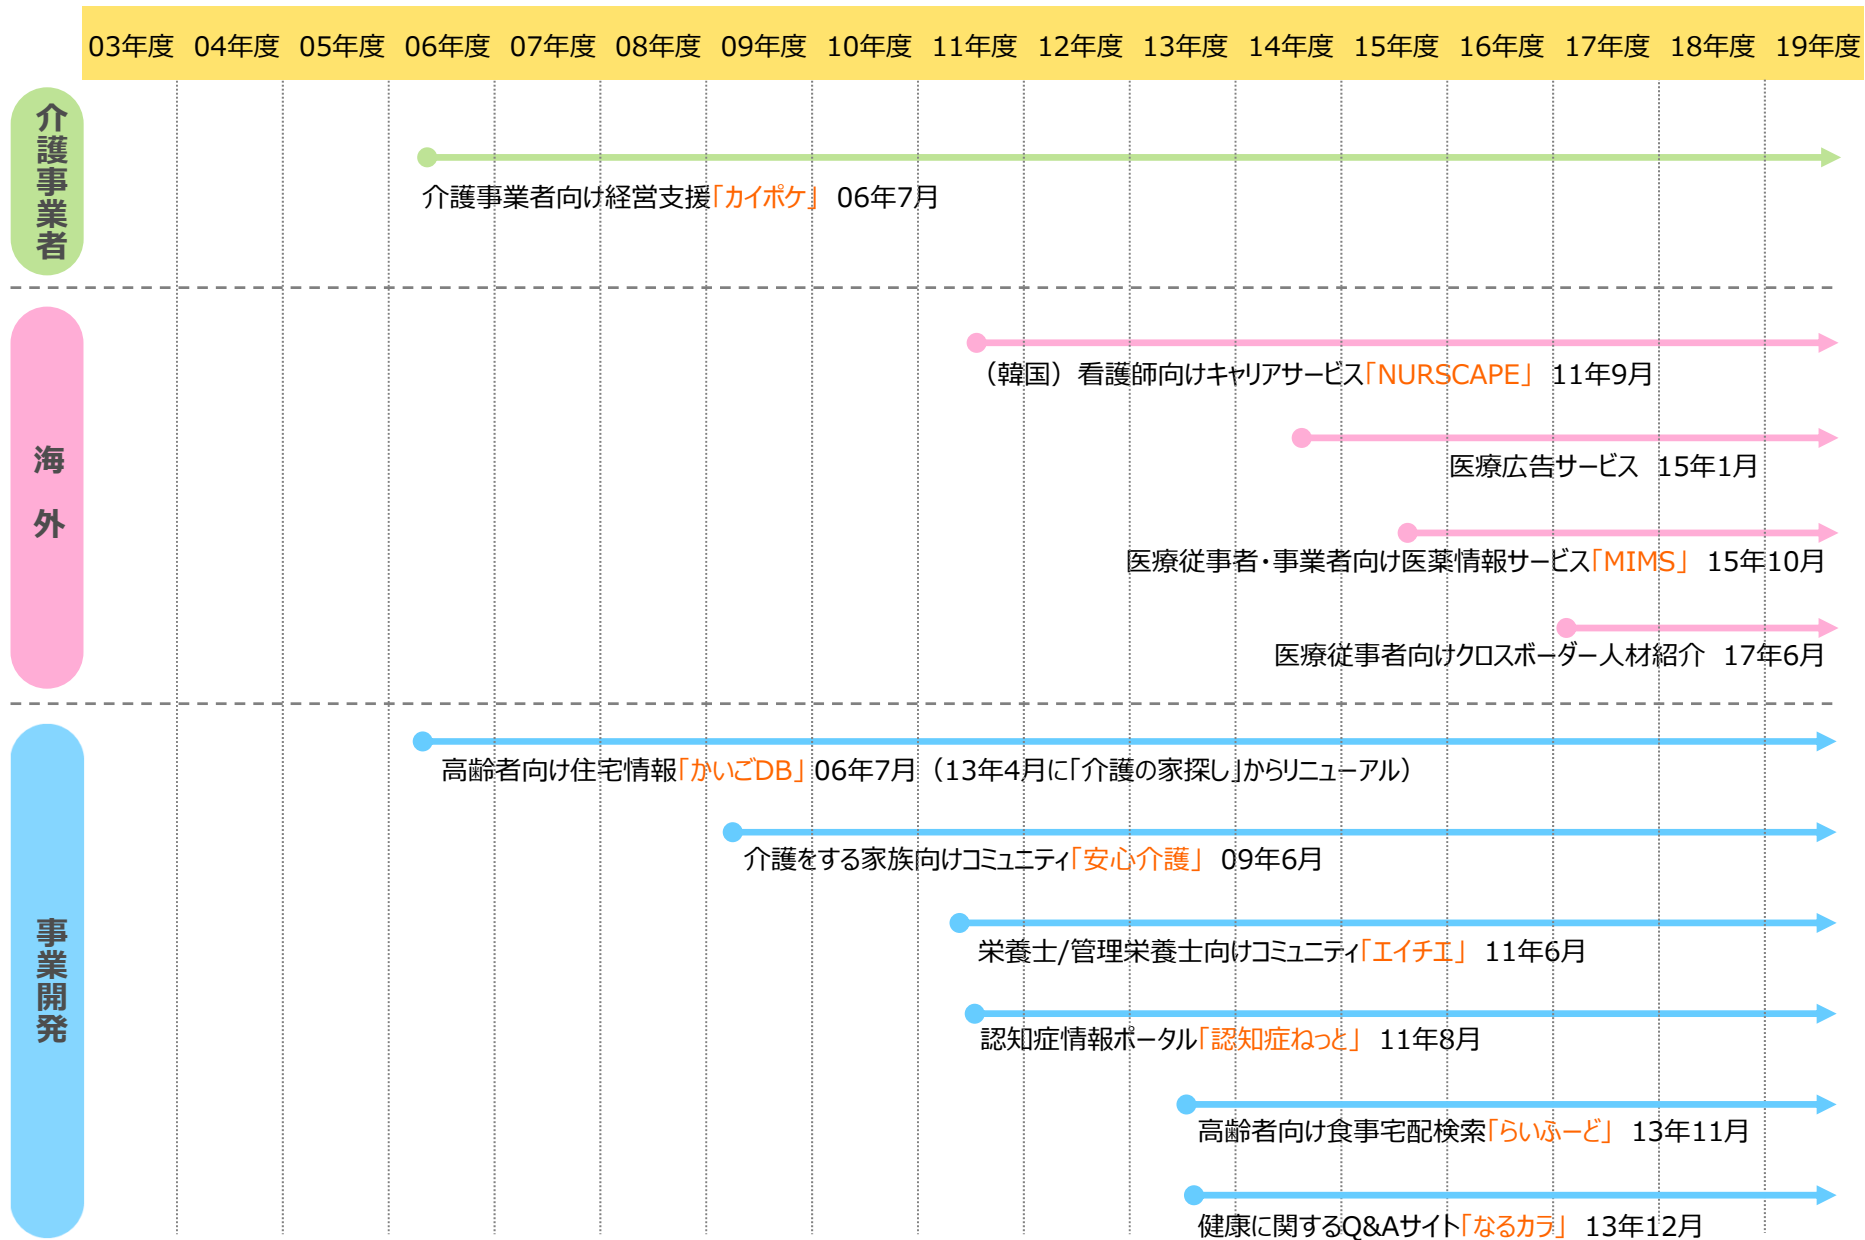 03年度 04年度 05年度 06年度 07年度 08年度 09年度 10年度 11年度 12年度 13年度 14年度 15年度 16年度 17年度 18年度 19年度
介護事業者
介護事業者向け経営支援「カイポケ」 06年7月
海外
（韓国）看護師向けキャリアサービス「NURSCAPE」 11年9月
医療広告サービス 15年1月
医療従事者・事業者向け医薬情報サービス「MIMS」 15年10月
医療従事者向けクロスボーダー人材紹介 17年6月
事業開発
高齢者向け住宅情報「かいごDB」 06年7月（13年4月に「介護の家探し」からリニューアル）
介護をする家族向けコミュニティ「安心介護」 09年6月
栄養士/管理栄養士向けコミュニティ「エイチエ」 11年6月
認知症情報ポータル「認知症ねっと」 11年8月
高齢者向け食事宅配検索「らいふーど」 13年11月
健康に関するQ&Aサイト「なるカラ」 13年12月